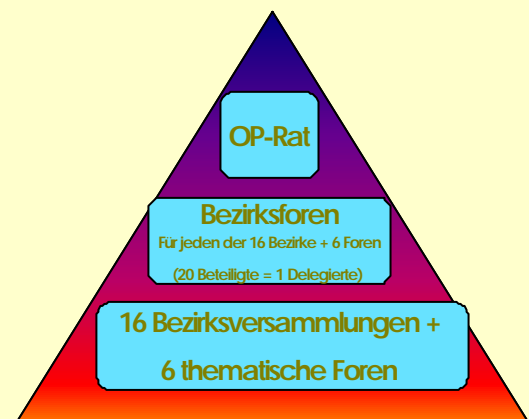 OP-Rat
Bezirksforen
Für jeden der 16 Bezirke + 6 Foren
(20 Beteiligte = 1 Delegierte)
16 Bezirksversammlungen +
6 thematische Foren